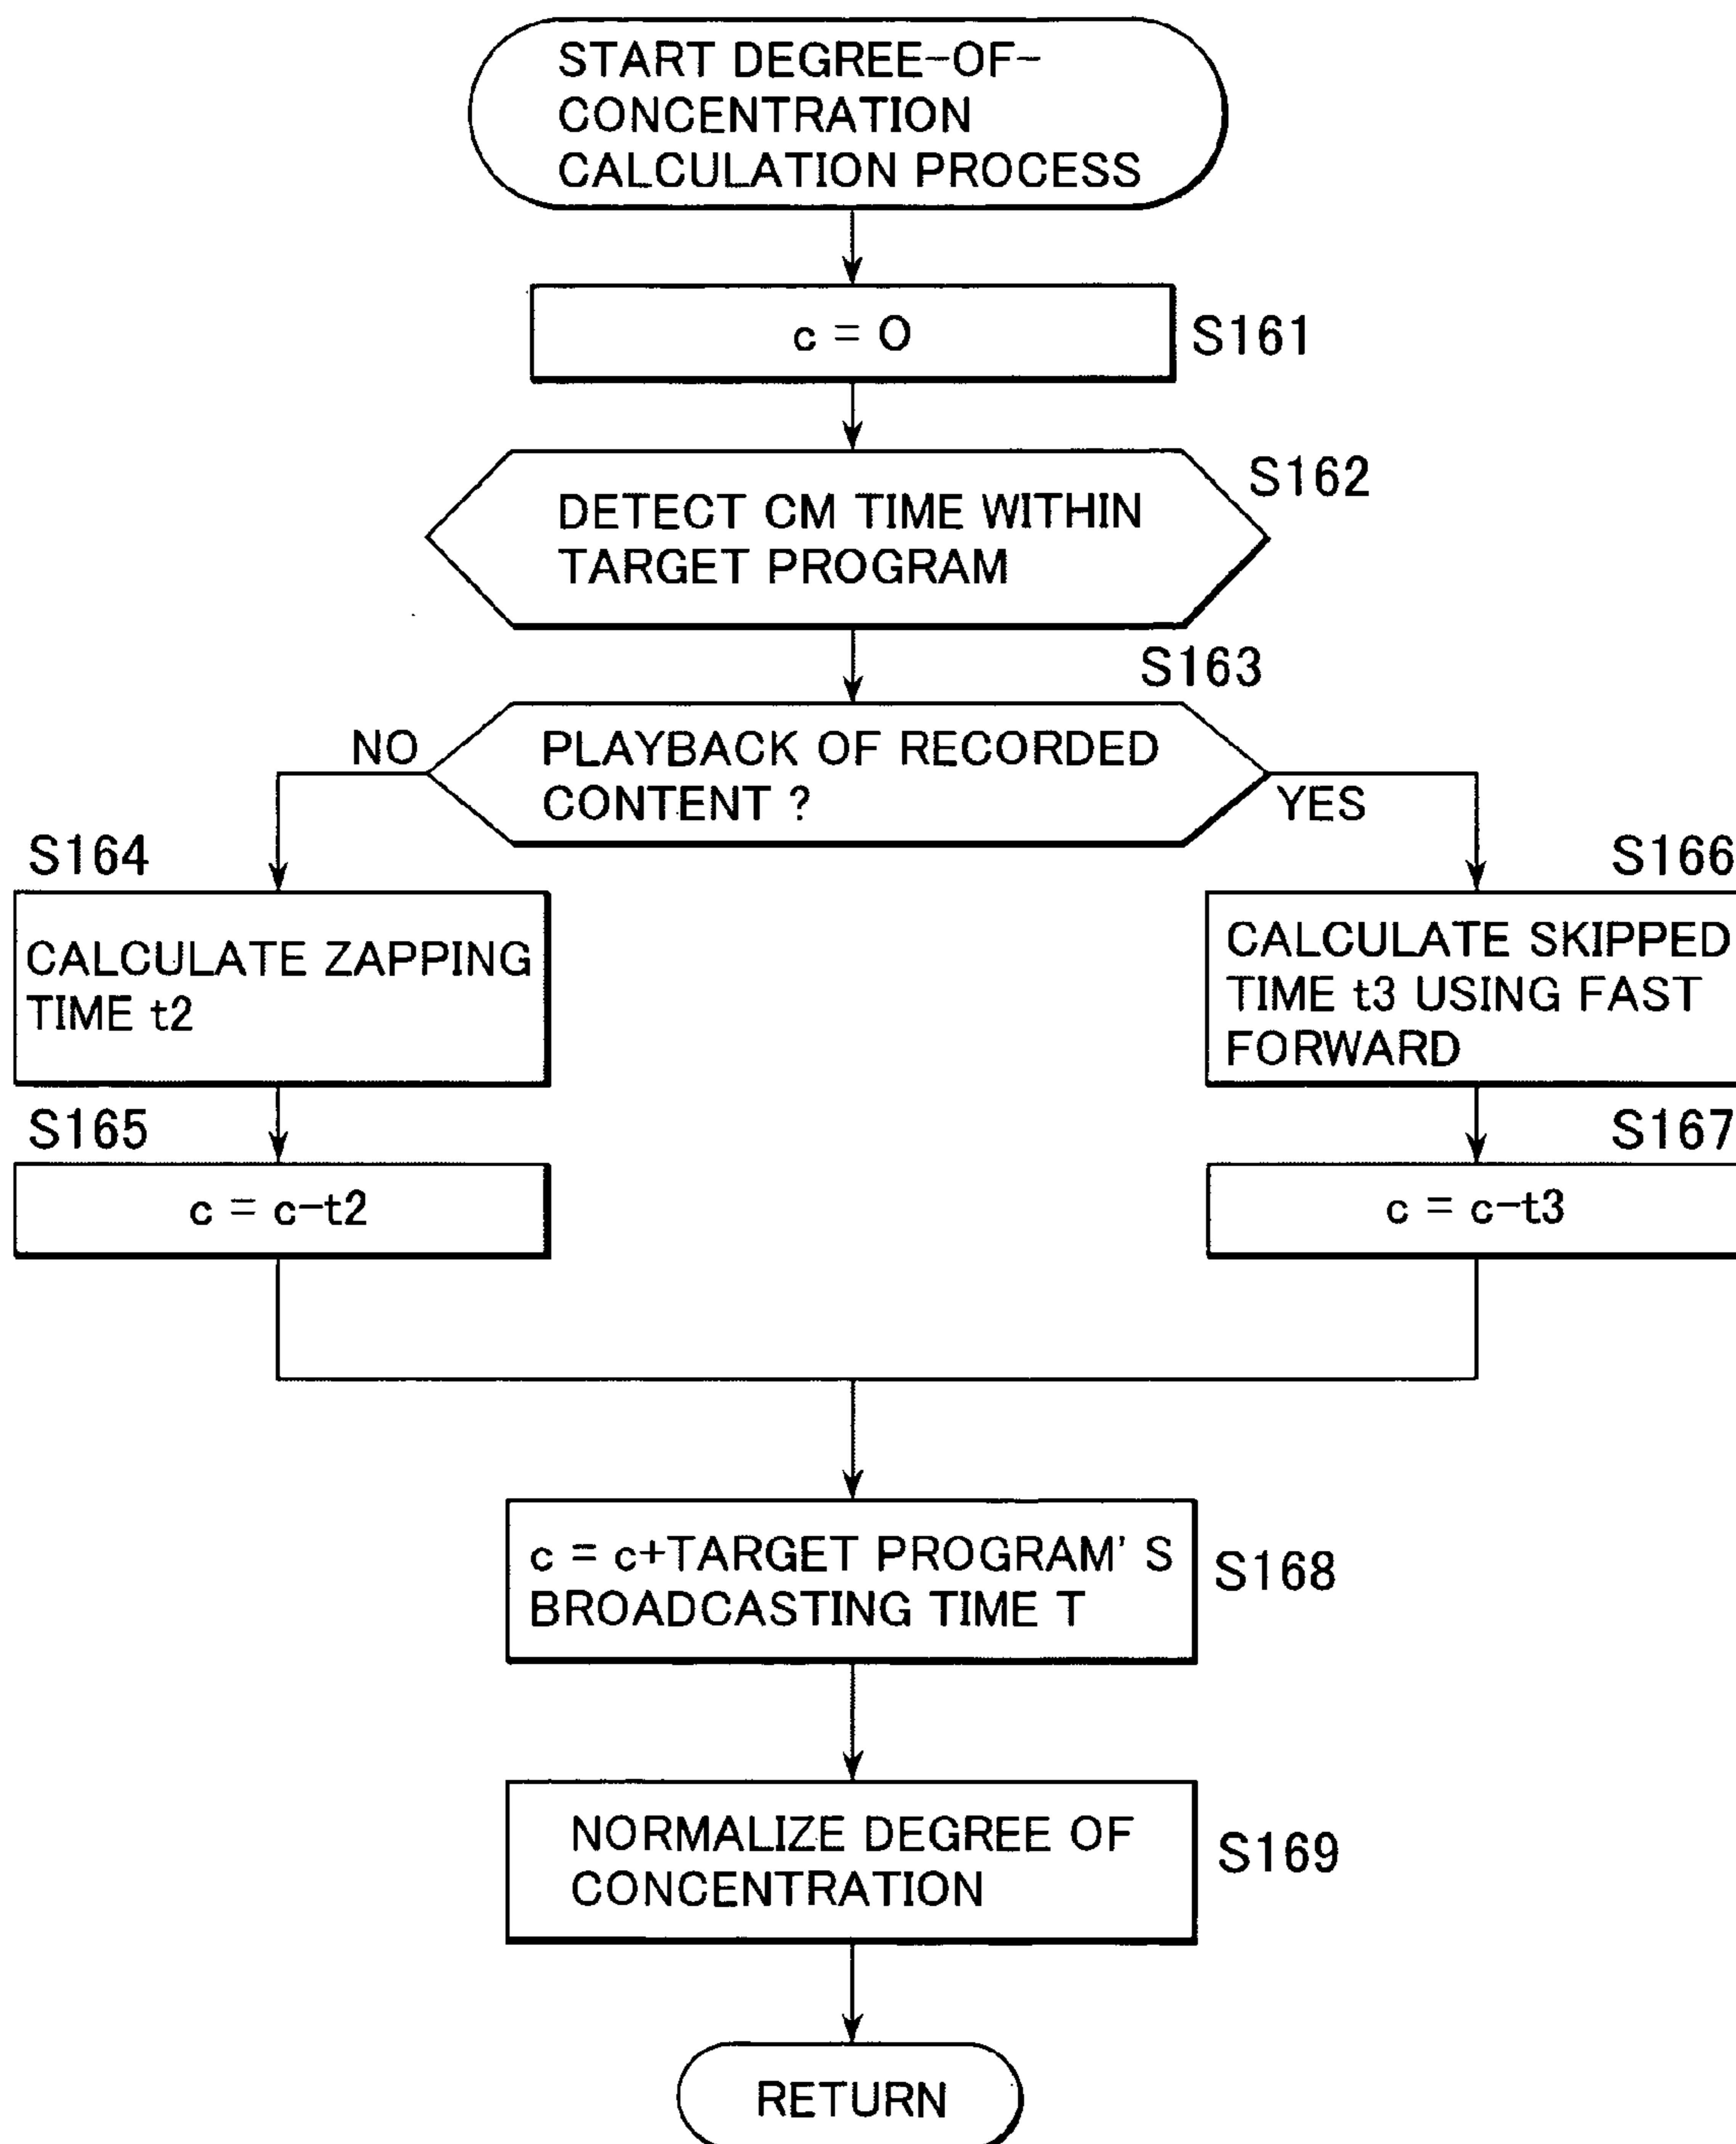 START DEGREE-OF-
CONCENTRATION
CALCULATION PROCESS
c = 0
S161
S162
DETECT CM TIME WITHIN
TARGET PROGRAM
S163
NO
PLAYBACK OF RECORDED
CONTENT ?
YES
S164
CALCULATE ZAPPING
TIME t2
S165
c = c-t2
S166
CALCULATE SKIPPED
TIME t3 USING FAST
FORWARD
S167
c = c-t3
c = c+TARGET PROGRAM' S
BROADCASTING TIME T
S168
NORMALIZE DEGREE OF
CONCENTRATION
S169
RETURN